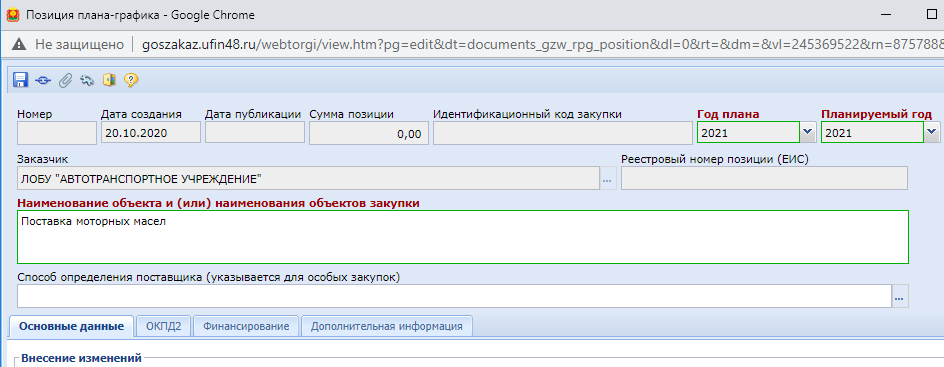 Позиция плана-графика - Google Chrome
Не защищено goszakaz.ufin48.ru/webtorgi/view.htm?pg=edit&dt=documents_gzw_rpg_position&dl=0&rt=&dm=&vl=245369522&rn=875788&
Номер Дата создания Дата публикации Сумма позиции Идентификационный код закупки Год плана Планируемый год
20.10.2020 0,00 2021 2021
Заказчик Реестровый номер позиции (ЕИС)
ЛОБУ "АВТОТРАНСПОРТНОЕ УЧРЕЖДЕНИЕ" ...
Наименование объекта и (или) наименования объектов закупки
Поставка моторных масел
Способ определения поставщика (указывается для особых закупок)
...
Основные данные ОКПД2 Финансирование Дополнительная информация
Внесение изменений